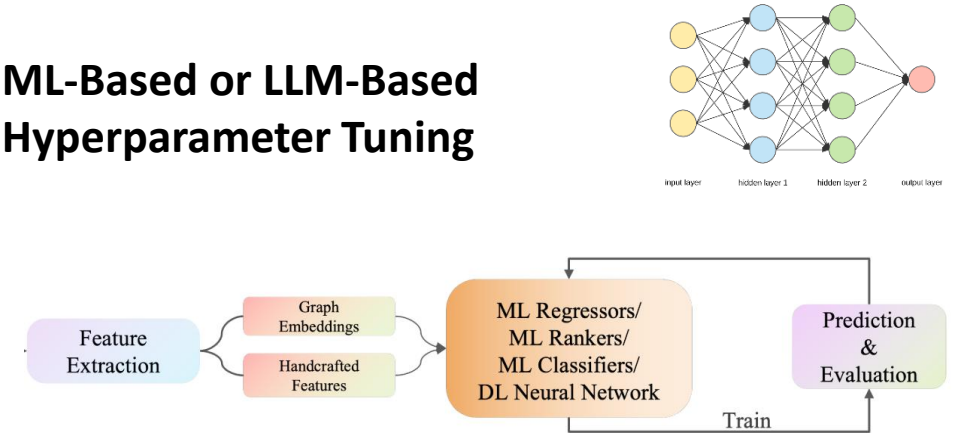 ML-Based or LLM-Based
Hyperparameter Tuning
input layer
hidden layer 1
hidden layer 2
output layer
Feature
Extraction
Graph
Embeddings
Handcrafted
Features
ML Regressors/
ML Rankers/
ML Classifiers/
DL Neural Network
Prediction
&
Evaluation
Train